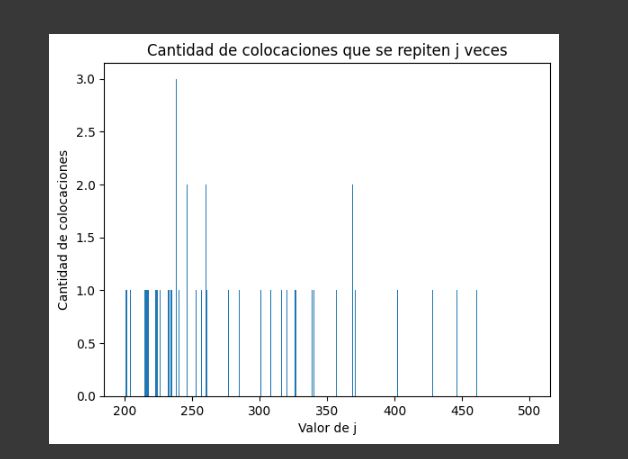 Cantidad de colocaciones que se repiten j veces
3.0
2.5
2.0
1.5
1.0
0.5
0.0
Cantidad de colocaciones
200 250 300 350 400 450 500
Valor de j